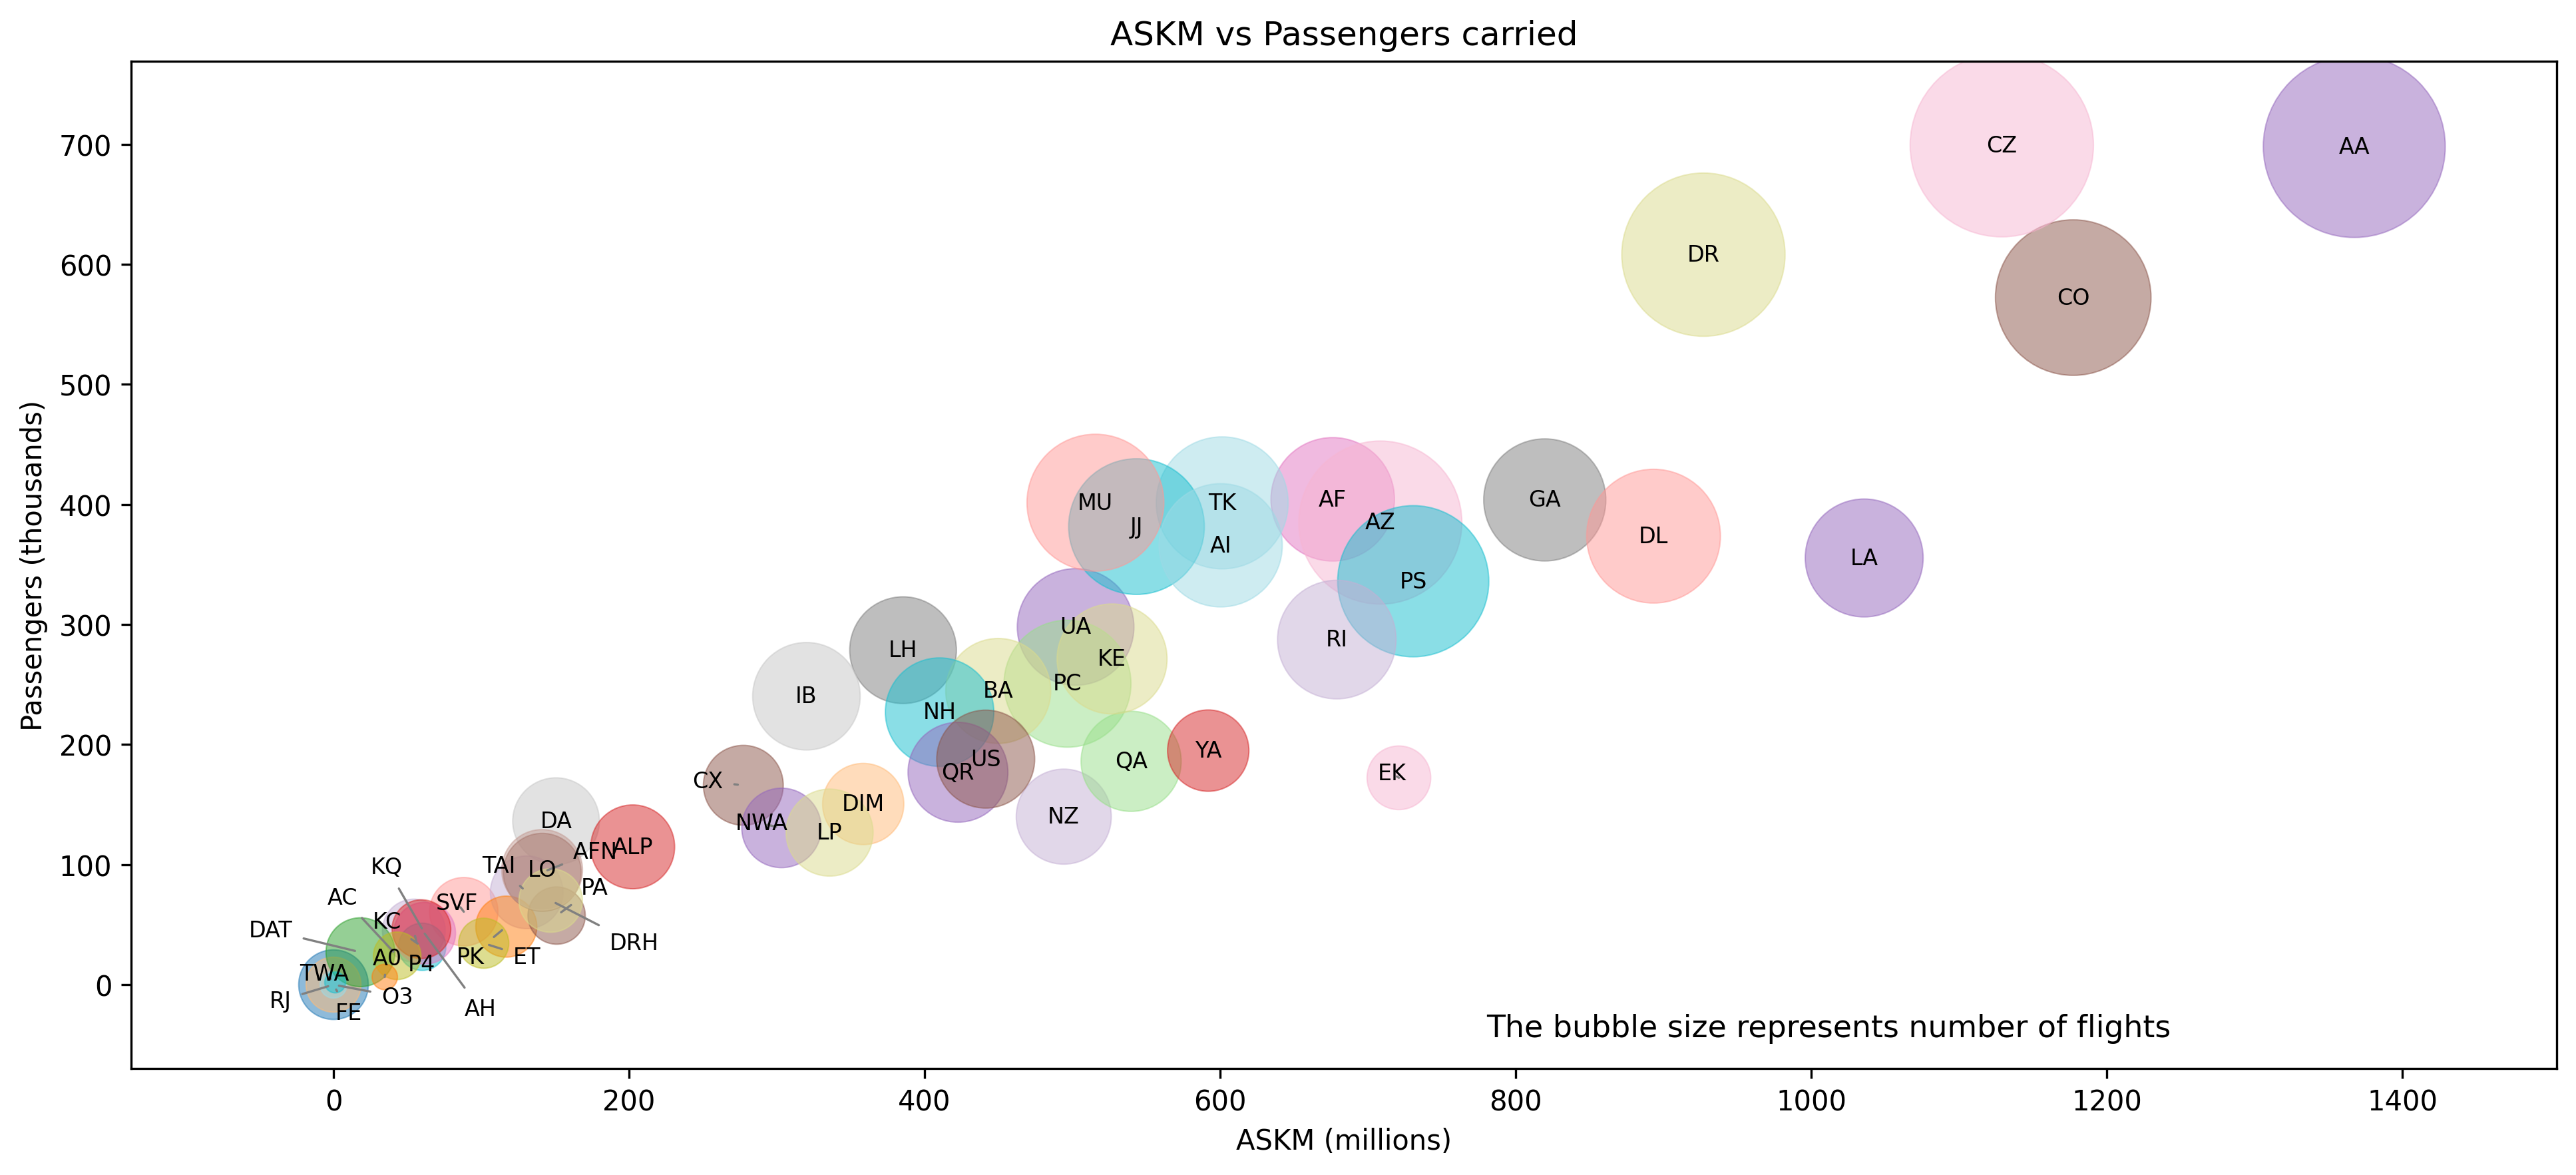 ASKM vs Passengers carried
CZ
AA
700
DR
600
CO
500
MU
TK
AF
GA
400
JJ
AZ
AI
DL
LA
PS
300
UA
RI
LH
KE
PC
IB
BA
NH
200
YA
US
QA
CX
QR
EK
DIM
NZ
DA
NWA
LP
ALP
AFN
100
KQ
TAI
LO
PA
AC
SVF
KC
DAT
DRH
A0
P4
PK
ET
TWA
0
RJ
O3
FE
AH
The bubble size represents number of flights
0
200
400
600
800
1000
1200
1400
ASKM (millions)
Passengers (thousands)